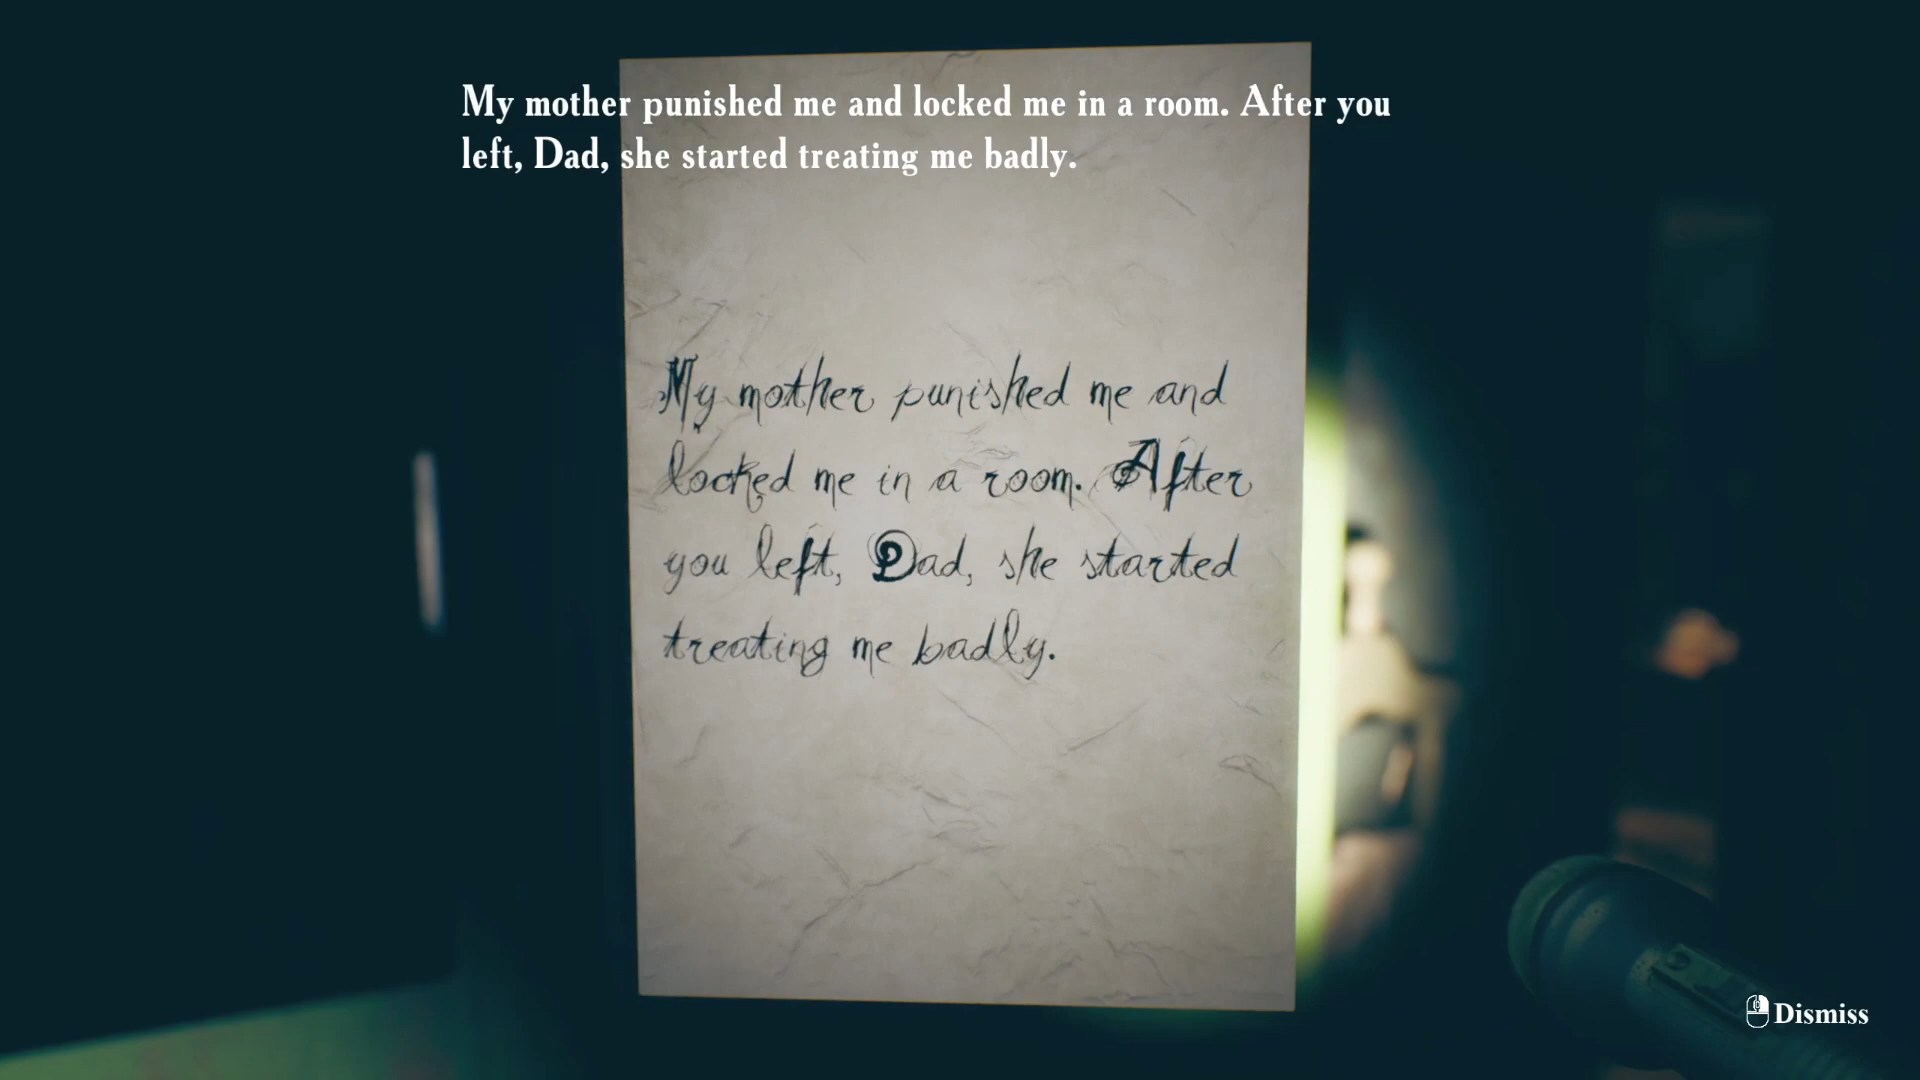 My mother punished me and locked me in a room. After you
left, Dad, she started treating me badly.
My mother punished me and
locked me in a room. After
you left, Dad, she started
treating me badly.
Dismiss